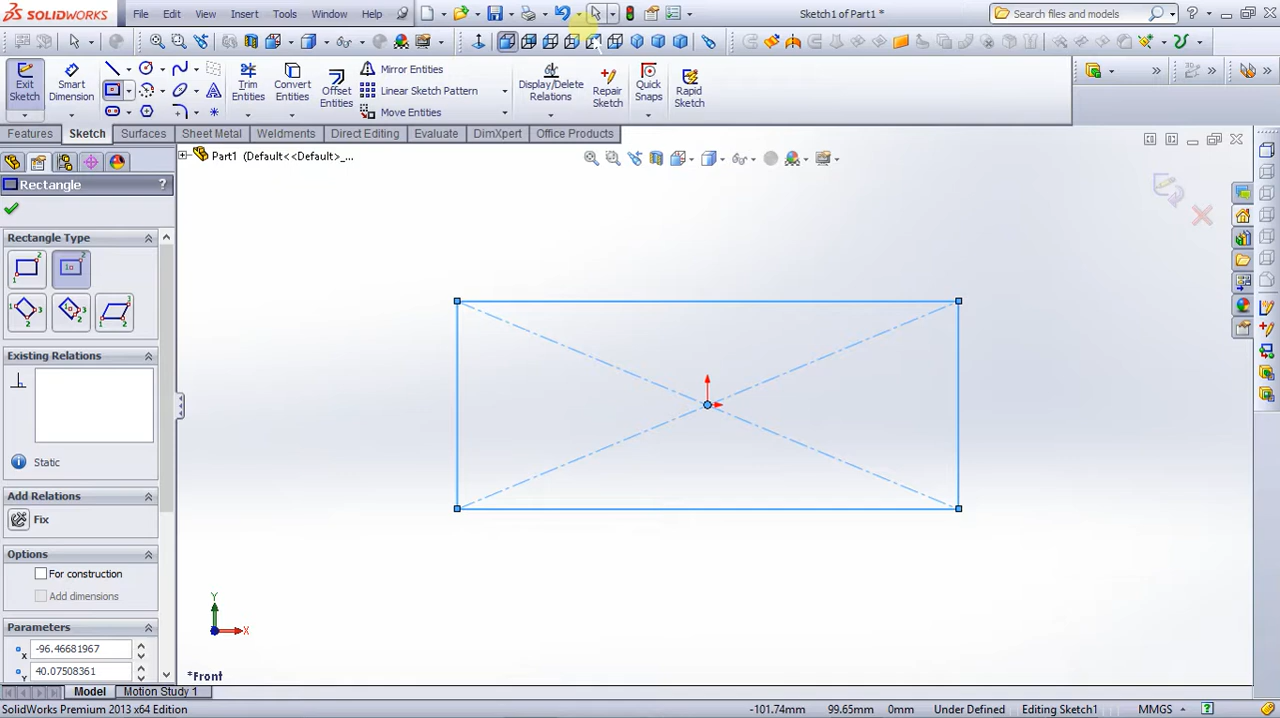 SOLIDWORKS File Edit View Insert Tools Window Help Sketch1 of Part1 * Search files and models
Exit Sketch
Smart Dimension
Trim Entities
Convert Entities
Offset Entities
Mirror Entities
Linear Sketch Pattern
Move Entities
Display/Delete Relations
Repair Sketch
Quick Snaps
Rapid Sketch
Features Sketch Surfaces Sheet Metal Weldments Direct Editing Evaluate DimXpert Office Products
Part1 (Default<<Default>_...
Rectangle ?
Rectangle Type
Existing Relations
Static
Add Relations
Fix
Options
For construction
Add dimensions
Parameters
-96.46681967
40.07508361
Y
X
*Front
Model Motion Study 1
SolidWorks Premium 2013 x64 Edition -101.74mm 99.65mm 0mm Under Defined Editing Sketch1 MMGS